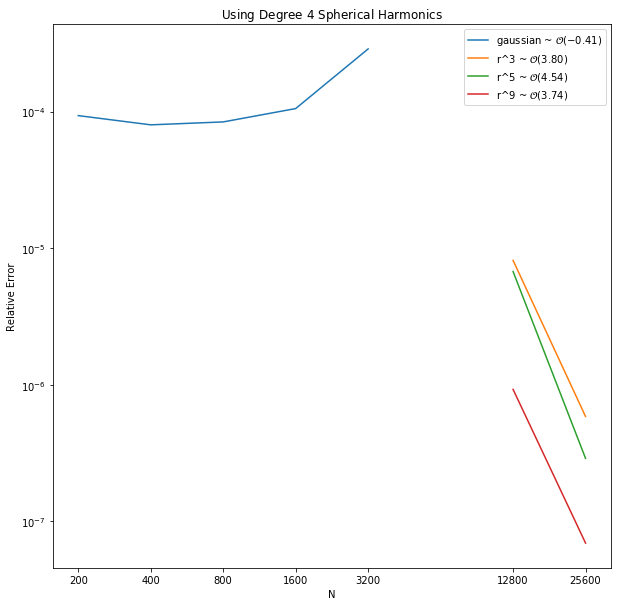 Using Degree 4 Spherical Harmonics
gaussian ~ 𝒪(−0.41)
r^3 ~ 𝒪(3.80)
r^5 ~ 𝒪(4.54)
r^9 ~ 𝒪(3.74)
10⁻⁴
10⁻⁵
10⁻⁶
10⁻⁷
Relative Error
200 400 800 1600 3200 12800 25600
N